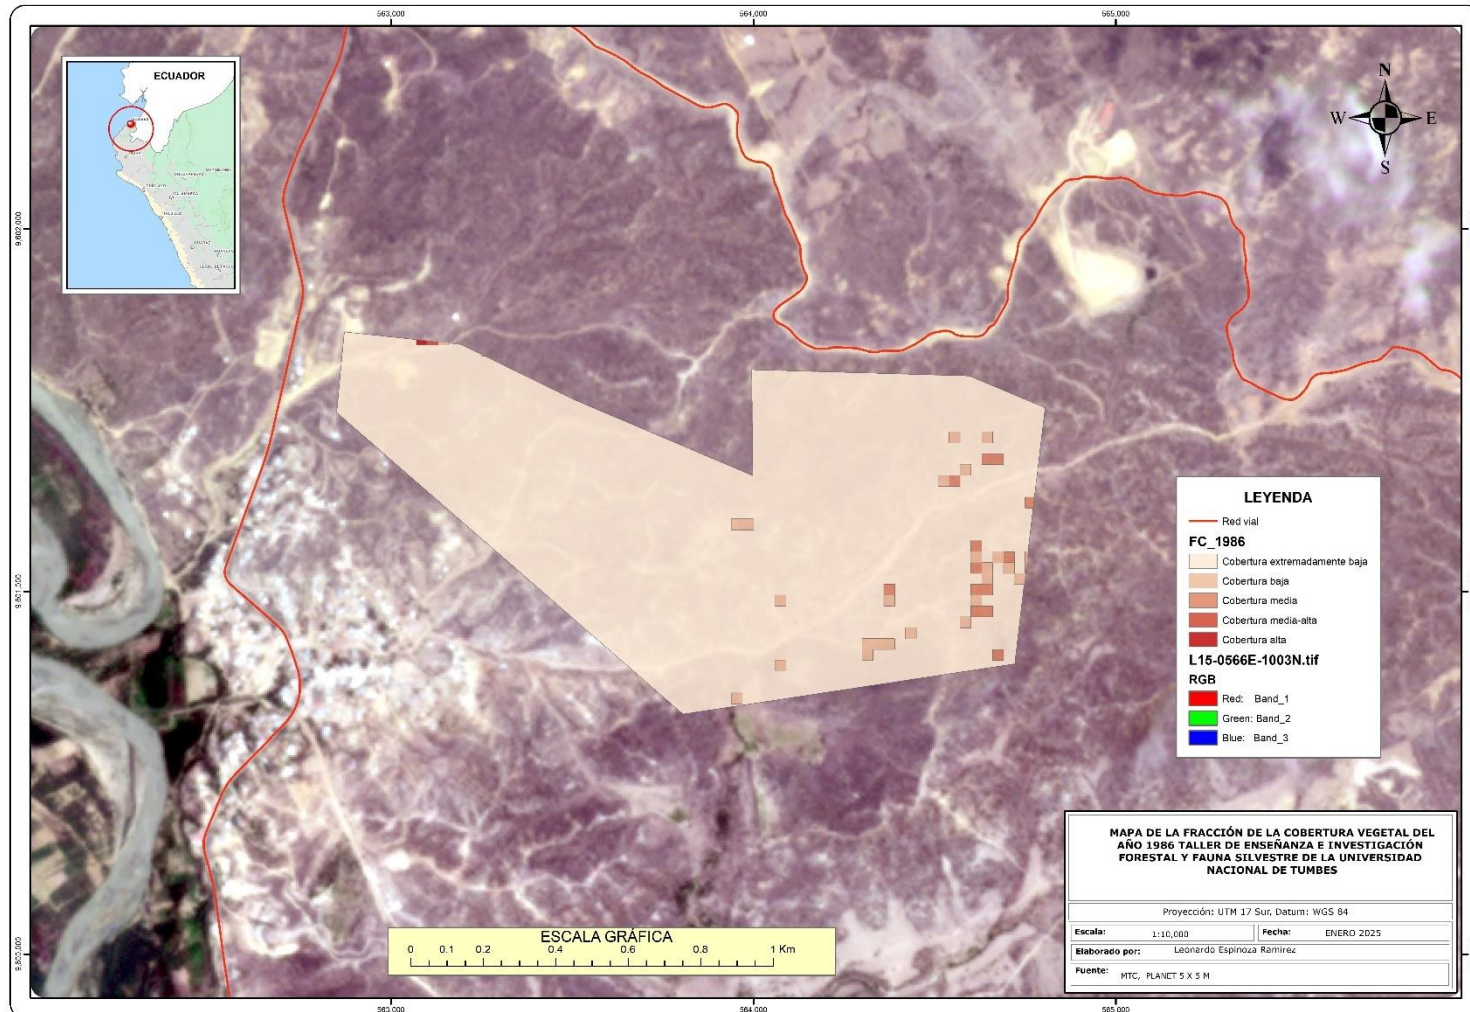 563,000
564,000
565,000
ECUADOR
N
W
E
S
9,602,000
9,601,000
9,600,000
LEYENDA
Red vial
FC_1986
Cobertura extremadamente baja
Cobertura baja
Cobertura media
Cobertura media-alta
Cobertura alta
L15-0566E-1003N.tif
RGB
Red: Band_1
Green: Band_2
Blue: Band_3
MAPA DE LA FRACCIÓN DE LA COBERTURA VEGETAL DEL
AÑO 1986 TALLER DE ENSEÑANZA E INVESTIGACIÓN
FORESTAL Y FAUNA SILVESTRE DE LA UNIVERSIDAD
NACIONAL DE TUMBES
Proyección: UTM 17 Sur, Datum: WGS 84
Escala: 1:10,000 Fecha: ENERO 2025
Elaborado por: Leonardo Espinoza Ramirez
Fuente: MTC, PLANET 5 X 5 M
ESCALA GRÁFICA
0 0.1 0.2 0.4 0.6 0.8 1 Km
563,000
564,000
565,000